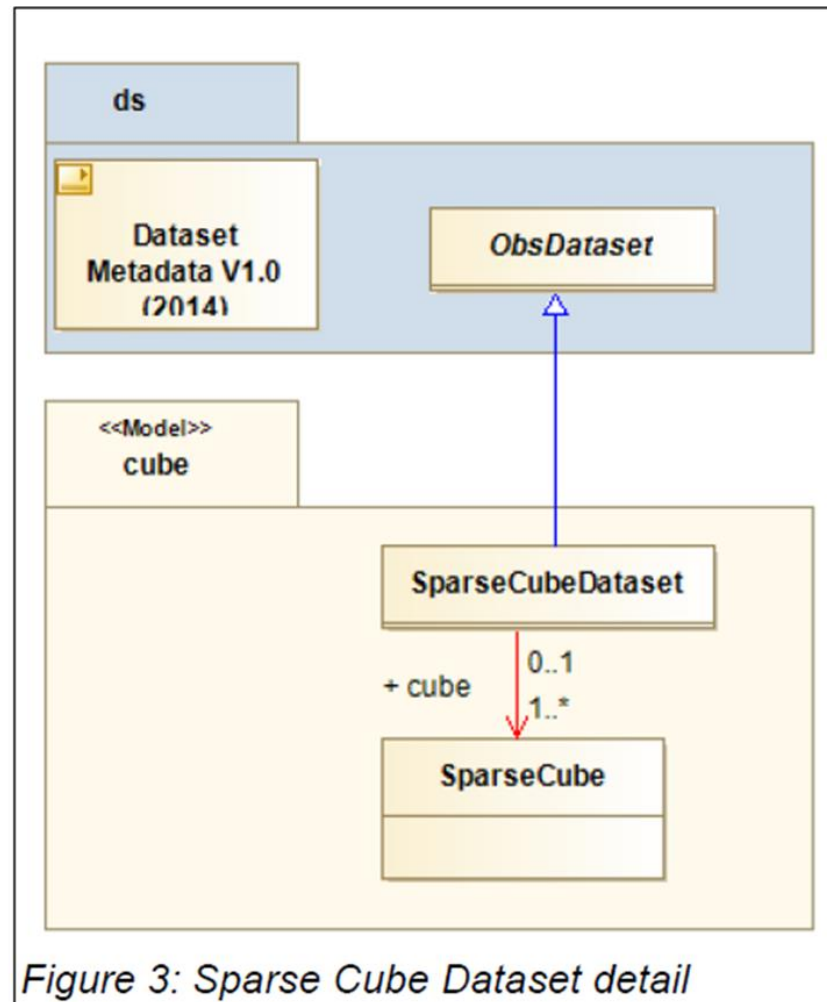 ds
Dataset
Metadata V1.0
(2014)
ObsDataset
<<Model>>
cube
SparseCubeDataset
+ cube
0..1
1..*
SparseCube
Figure 3: Sparse Cube Dataset detail